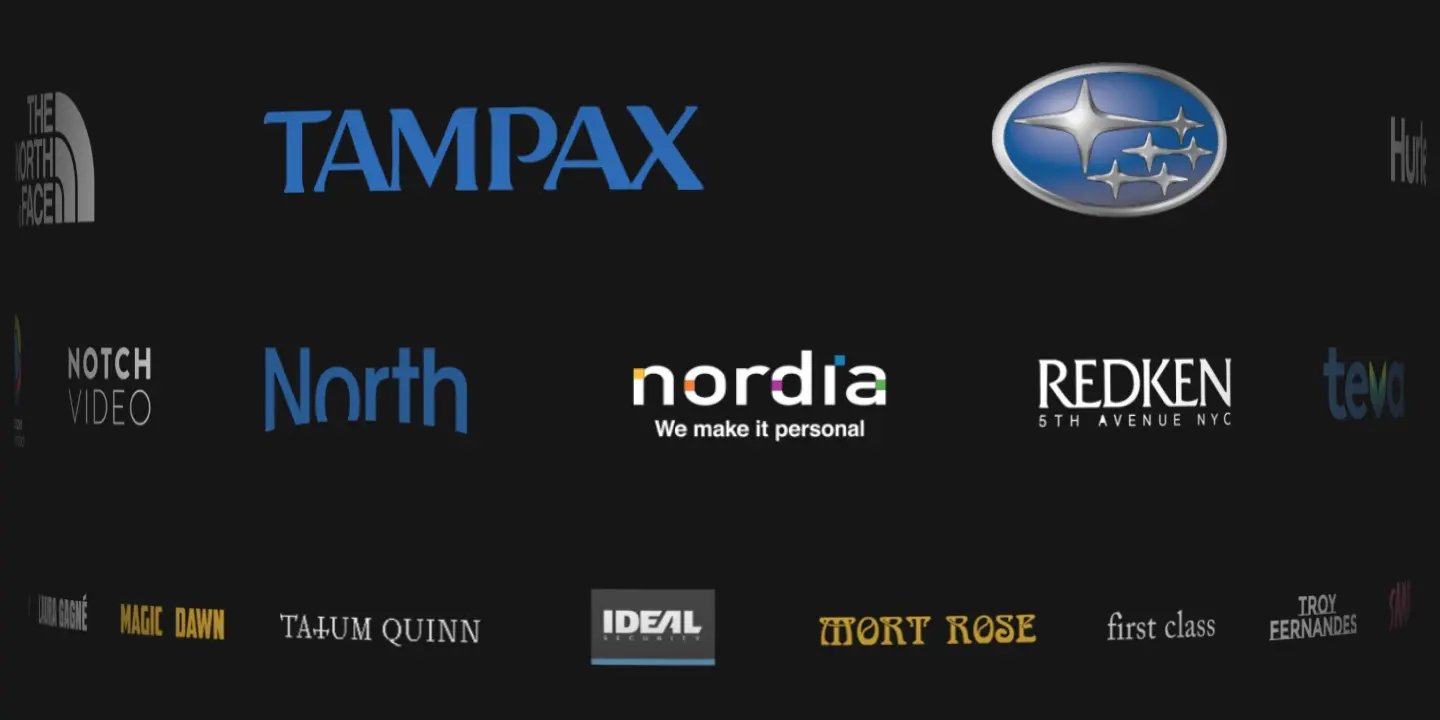 THE
NORTH
FACE
TAMPAX
NOTCH
VIDEO
North
nordia
We make it personal
REDKEN
5TH AVENUE NYC
teva
LAURA GAGNÉ
MAGIC DAWN
TATUM QUINN
IDEAL
SECURITY
MORT ROSE
first class
TROY
FERNANDES